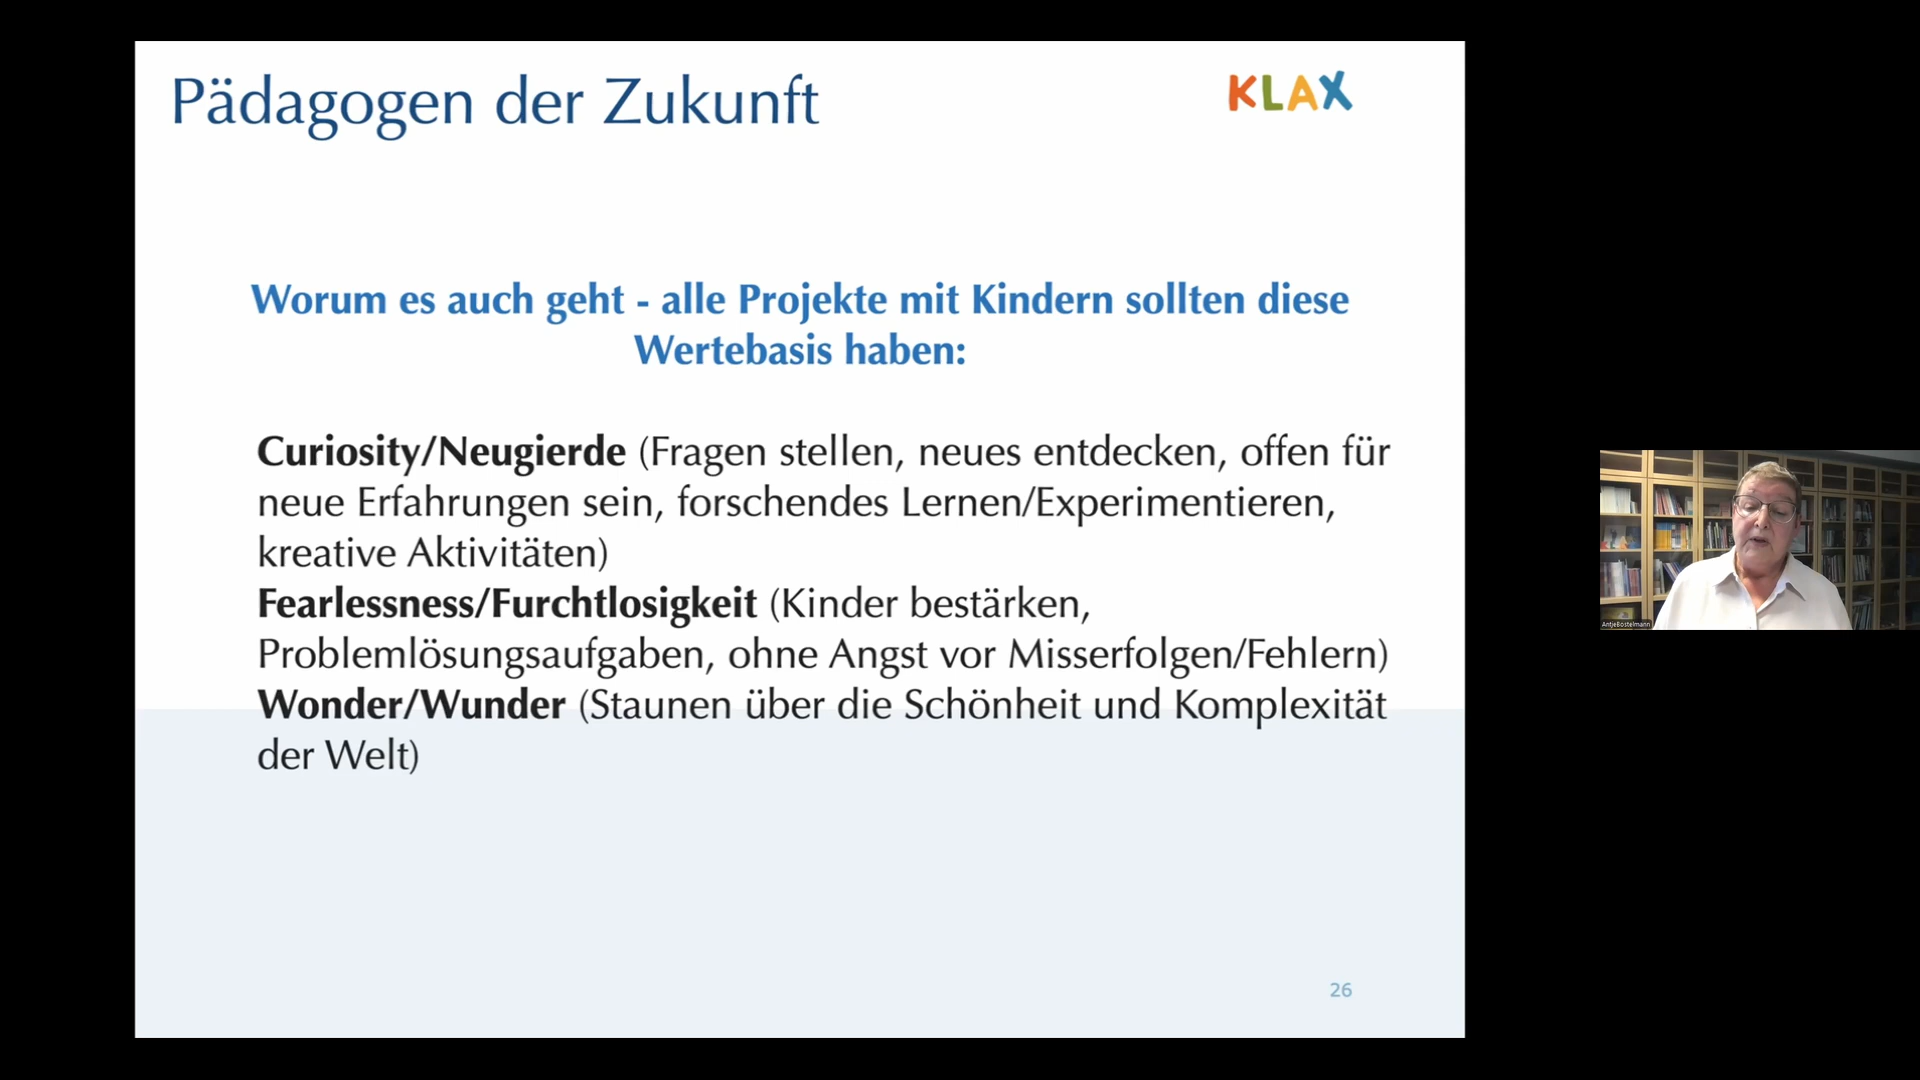 Pädagogen der Zukunft
KLAX
Worum es auch geht - alle Projekte mit Kindern sollten diese
Wertebasis haben:
Curiosity/Neugierde (Fragen stellen, neues entdecken, offen für
neue Erfahrungen sein, forschendes Lernen/Experimentieren,
kreative Aktivitäten)
Fearlessness/Furchtlosigkeit (Kinder bestärken,
Problemlösungsaufgaben, ohne Angst vor Misserfolgen/Fehlern)
Wonder/Wunder (Staunen über die Schönheit und Komplexität
der Welt)
26
AntjeBostelmann